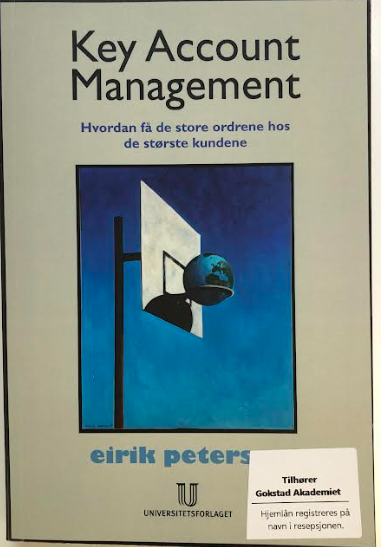 Key Account
Management
Hvordan få de store ordrene hos
de største kundene
eirik peters
UNIVERSITETSFORLAGET
Tilhører
Gokstad Akademiet
Hjemlån registreres på
navn i resepsjonen.